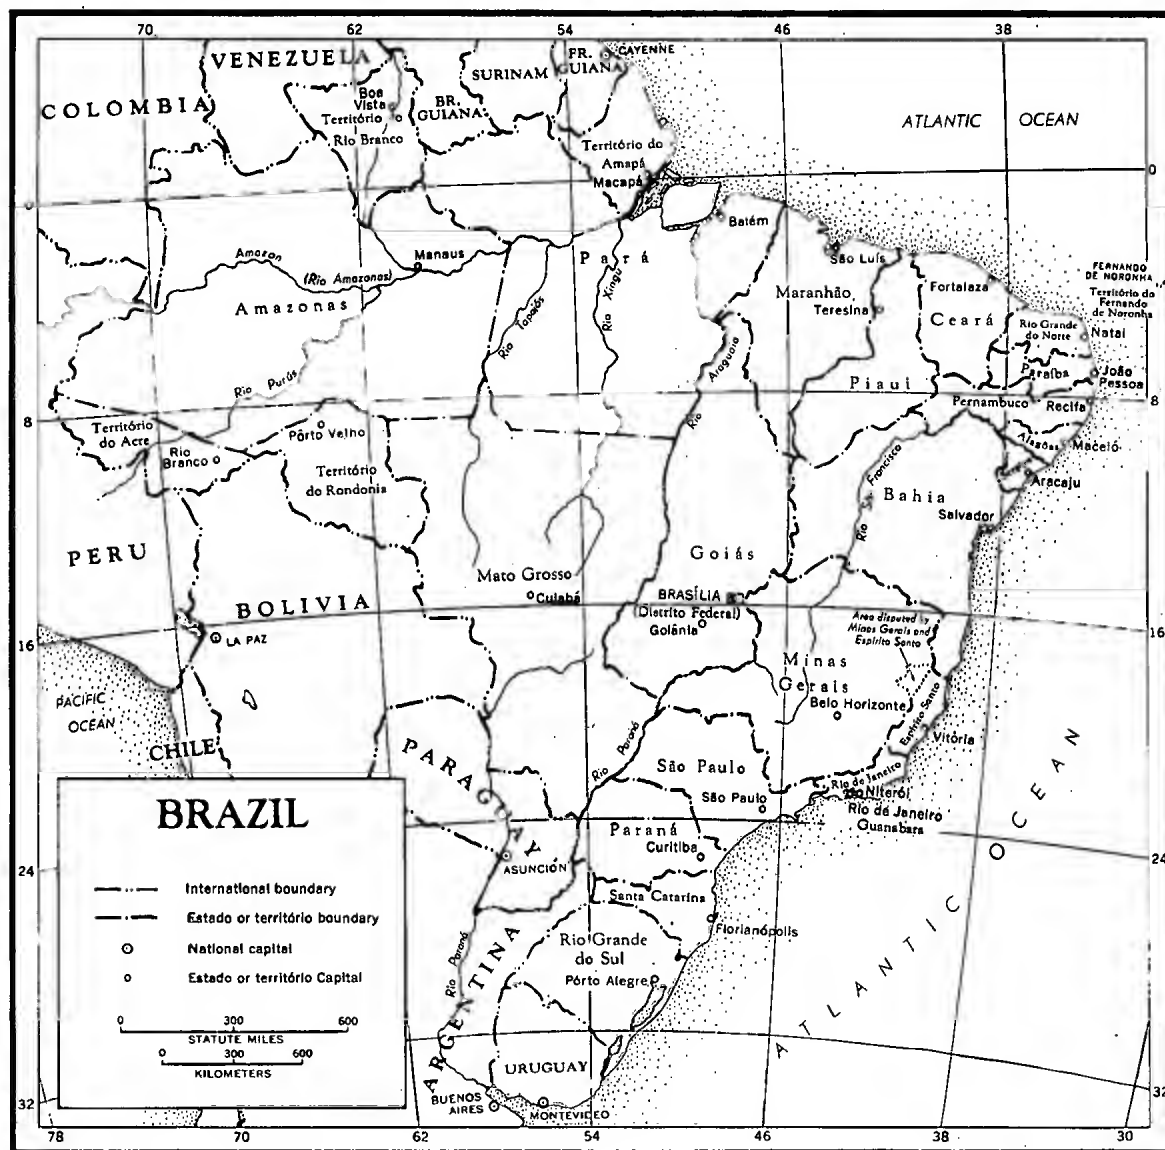 70 62 54 46 38
VENEZUELA
COLOMBIA
SURINAM
FR.
GUIANA
CAYENNE
BR.
GUIANA
Boa
Vista
Território
Rio Branco
ATLANTIC OCEAN
Território do
Amapá
Macapá
0
0
Belém
Manaus
Amazon
(Rio Amazonas)
Amazonas
Pará
Rio Xingu
Rio Tapajós
São Luís
Maranhão
Teresina
Fortaleza
Ceará
FERNANDO
DE NORONHA
Território do
Fernando
de Noronha
Rio Grande
do Norte
Natal
Paraíba
João
Pessoa
Rio Purús
Rio Araguaia
Piauí
Pernambuco
Recife
8
8
Território
do Acre
Rio
Branco
Pôrto Velho
Território
do Rondonia
Alagôas
Maceió
Aracaju
Rio S. Francisco
Bahia
Salvador
PERU
BOLIVIA
LA PAZ
Mato Grosso
Cuiabá
Goiás
BRASÍLIA
(Distrito Federal)
Goiânia
Area disputed by
Minas Gerais and
Espírito Santo
16
16
Minas
Gerais
Belo Horizonte
Espírito Santo
Vitória
PACIFIC
OCEAN
CHILE
PARAGUAY
Rio Paraná
São Paulo
São Paulo
Rio de Janeiro
Niterói
Rio de Janeiro
Guanabara
Paraná
Curitiba
ASUNCIÓN
Santa Catarina
Florianópolis
24
24
ATLANTIC OCEAN
Rio Paraná
ARGENTINA
Rio Grande
do Sul
Pôrto Alegre
URUGUAY
BUENOS
AIRES
MONTEVIDEO
BRAZIL
International boundary
Estado or território boundary
National capital
Estado or território Capital
0 300 600
STATUTE MILES
0 300 600
KILOMETERS
32
32
78 70 62 54 46 38 30